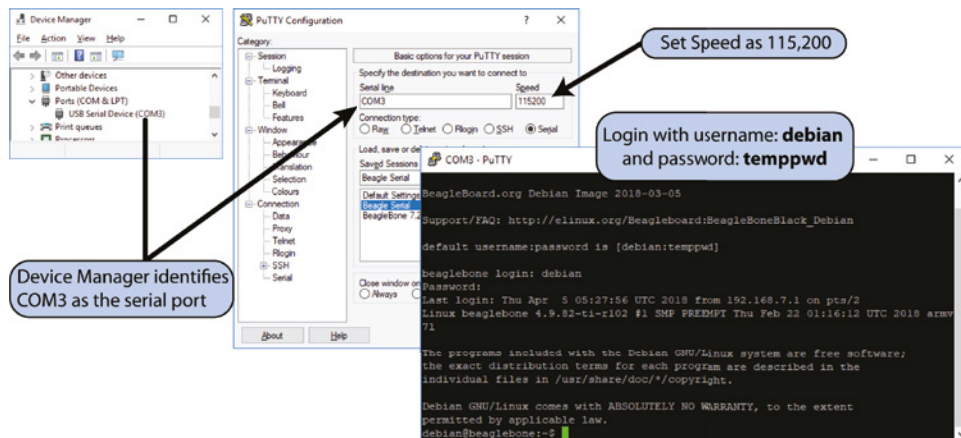 Device Manager
File Action View Help
Other devices
Portable Devices
Ports (COM & LPT)
USB Serial Device (COM3)
Print queues
Processors
Device Manager identifies
COM3 as the serial port
PuTTY Configuration
? ×
Category:
Session
Logging
Terminal
Keyboard
Bell
Features
Window
Appearance
Behaviour
Translation
Selection
Colours
Connection
Data
Proxy
Telnet
Rlogin
SSH
Serial
Basic options for your PuTTY session
Specify the destination you want to connect to
Serial line Speed
COM3 115200
Connection type:
Raw Telnet Rlogin SSH Serial
Load, save or
Saved Sessions
Beagle Serial
Default Settings
Beagle Serial
BeagleBone 7.2
Close window on
Always
About Help
Set Speed as 115,200
Login with username: debian
and password: temppwd
COM3 - PuTTY
BeagleBoard.org Debian Image 2018-03-05
Support/FAQ: http://elinux.org/Beagleboard:BeagleBoneBlack_Debian
default username:password is [debian:temppwd]
beaglebone login: debian
Password:
Last login: Thu Apr 5 05:27:56 UTC 2018 from 192.168.7.1 on pts/2
Linux beaglebone 4.9.82-ti-r102 #1 SMP PREEMPT Thu Feb 22 01:16:12 UTC 2018 armv
7l
The programs included with the Debian GNU/Linux system are free software;
the exact distribution terms for each program are described in the
individual files in /usr/share/doc/*/copyright.
Debian GNU/Linux comes with ABSOLUTELY NO WARRANTY, to the extent
permitted by applicable law.
debian@beaglebone:~$